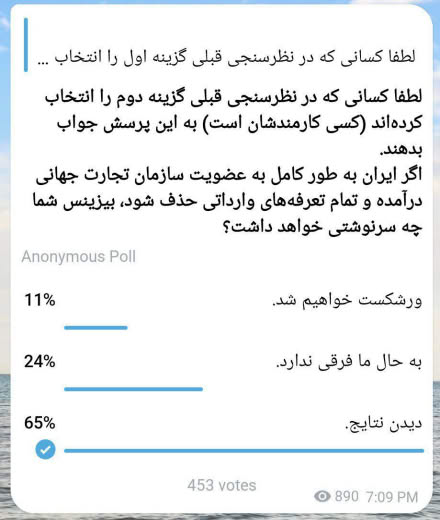 لطفا کسانی که در نظرسنجی قبلی گزینه اول را انتخاب ...
لطفا کسانی که در نظرسنجی قبلی گزینه دوم را انتخاب
کرده‌اند (کسی کارمندشان است) به این پرسش جواب
بدهند.
اگر ایران به طور کامل به عضویت سازمان تجارت جهانی
درآمده و تمام تعرفه‌های وارداتی حذف شود، بیزینس شما
چه سرنوشتی خواهد داشت؟
Anonymous Poll
11% ورشکست خواهیم شد.
24% به حال ما فرقی ندارد.
65% دیدن نتایج.
453 votes
890 7:09 PM